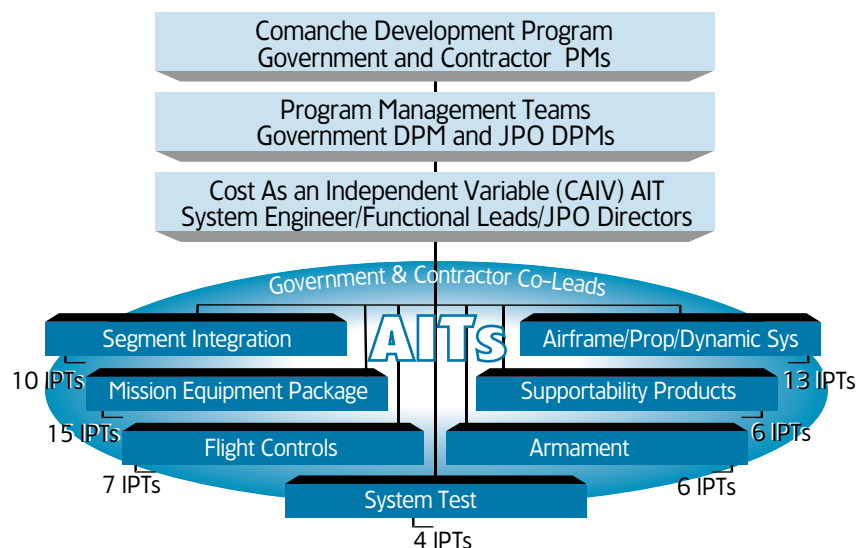 Comanche Development Program
Government and Contractor PMs
Program Management Teams
Government DPM and JPO DPMs
Cost As an Independent Variable (CAIV) AIT
System Engineer/Functional Leads/JPO Directors
Government & Contractor Co-Leads
AITs
Segment Integration
Airframe/Prop/Dynamic Sys
10 IPTs
13 IPTs
Mission Equipment Package
Supportability Products
15 IPTs
6 IPTs
Flight Controls
Armament
7 IPTs
6 IPTs
System Test
4 IPTs